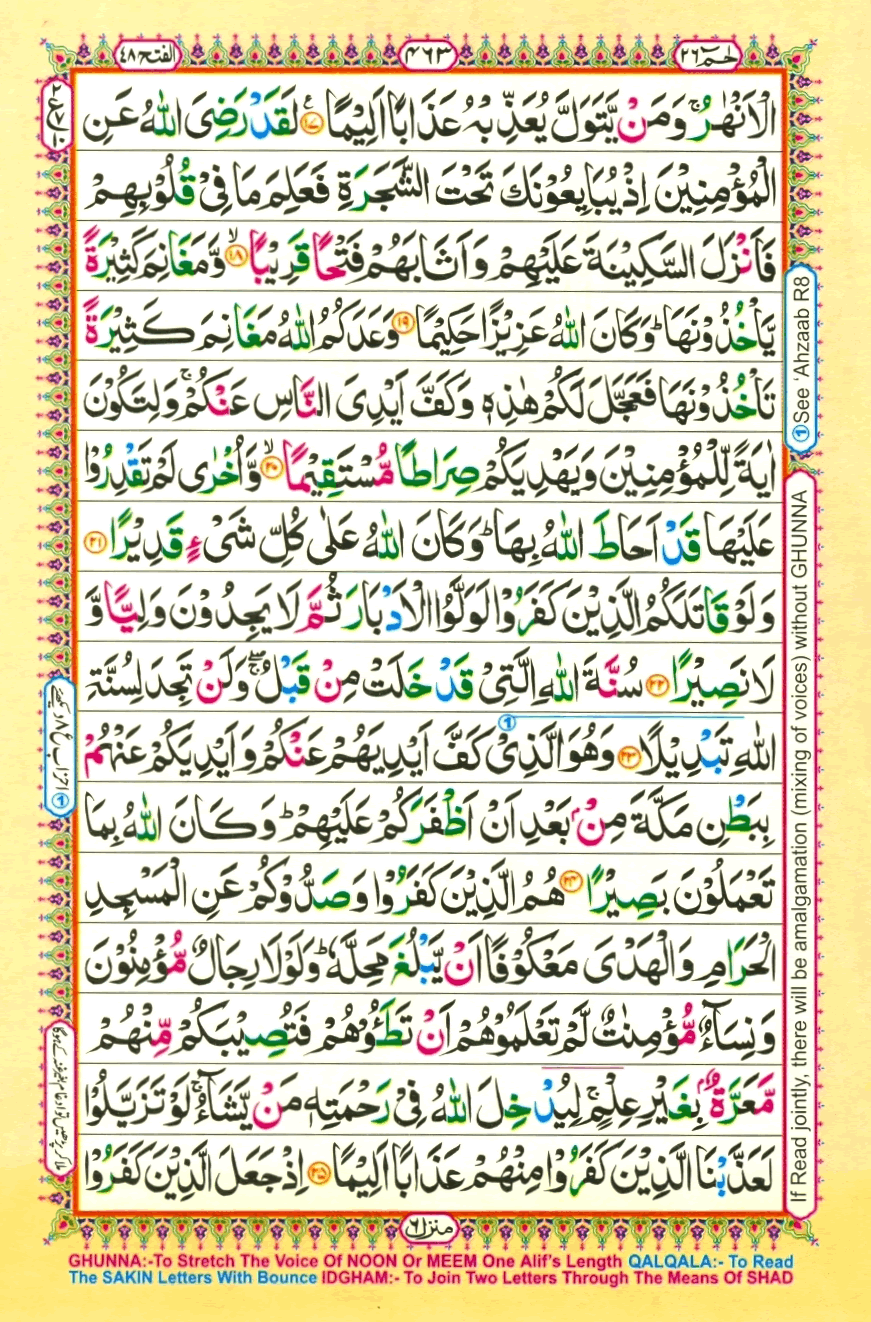 حٰمٓ ٢٦
٤٦٣
الفتح ٤٨
الْاَنْهٰرُ ۚ وَمَنْ يَّتَوَلَّ يُعَذِّبْهُ عَذَابًا اَلِيْمًا ۧ﴿١٧﴾ لَقَدْ رَضِىَ اللّٰهُ عَنِ
الْمُؤْمِنِيْنَ اِذْ يُبَايِعُوْنَكَ تَحْتَ الشَّجَرَةِ فَعَلِمَ مَا فِىْ قُلُوْبِهِمْ
فَاَنْزَلَ السَّكِيْنَةَ عَلَيْهِمْ وَاَثَابَهُمْ فَتْحًا قَرِيْبًا ۙ﴿١٨﴾ وَّمَغَانِمَ كَثِيْرَةً
يَّاْخُذُوْنَهَا ؕ وَكَانَ اللّٰهُ عَزِيْزًا حَكِيْمًا ﴿١٩﴾ وَعَدَكُمُ اللّٰهُ مَغَانِمَ كَثِيْرَةً
تَاْخُذُوْنَهَا فَعَجَّلَ لَكُمْ هٰذِهٖ وَكَفَّ اَيْدِىَ النَّاسِ عَنْكُمْ ۚ وَلِتَكُوْنَ
اٰيَةً لِّلْمُؤْمِنِيْنَ وَيَهْدِيَكُمْ صِرَاطًا مُّسْتَقِيْمًا ۙ﴿٢٠﴾ وَّاُخْرٰى لَمْ تَقْدِرُوْا
عَلَيْهَا قَدْ اَحَاطَ اللّٰهُ بِهَا ؕ وَكَانَ اللّٰهُ عَلٰى كُلِّ شَىْءٍ قَدِيْرًا ﴿٢١﴾
وَلَوْ قَاتَلَكُمُ الَّذِيْنَ كَفَرُوْا لَوَلَّوُا الْاَدْبَارَ ثُمَّ لَا يَجِدُوْنَ وَلِيًّا وَّ
لَا نَصِيْرًا ﴿٢٢﴾ سُنَّةَ اللّٰهِ الَّتِىْ قَدْ خَلَتْ مِنْ قَبْلُ ۖۚ وَلَنْ تَجِدَ لِسُنَّةِ
اللّٰهِ تَبْدِيْلًا ﴿٢٣﴾ وَهُوَ الَّذِىْ كَفَّ اَيْدِيَهُمْ عَنْكُمْ وَاَيْدِيَكُمْ عَنْهُمْ
بِبَطْنِ مَكَّةَ مِنْۢ بَعْدِ اَنْ اَظْفَرَكُمْ عَلَيْهِمْ ؕ وَكَانَ اللّٰهُ بِمَا
تَعْمَلُوْنَ بَصِيْرًا ﴿٢٤﴾ هُمُ الَّذِيْنَ كَفَرُوْا وَصَدُّوْكُمْ عَنِ الْمَسْجِدِ
الْحَرَامِ وَالْهَدْىَ مَعْكُوْفًا اَنْ يَّبْلُغَ مَحِلَّهٗ ؕ وَلَوْلَا رِجَالٌ مُّؤْمِنُوْنَ
وَنِسَآءٌ مُّؤْمِنٰتٌ لَّمْ تَعْلَمُوْهُمْ اَنْ تَطَئُوْهُمْ فَتُصِيْبَكُمْ مِّنْهُمْ
مَّعَرَّةٌۢ بِغَيْرِ عِلْمٍ ۚ لِيُدْخِلَ اللّٰهُ فِىْ رَحْمَتِهٖ مَنْ يَّشَآءُ ۚ لَوْ تَزَيَّلُوْا
لَعَذَّبْنَا الَّذِيْنَ كَفَرُوْا مِنْهُمْ عَذَابًا اَلِيْمًا ﴿٢٥﴾ اِذْ جَعَلَ الَّذِيْنَ كَفَرُوْا
منزل ٦
① See 'Ahzaab R8
If Read jointly, there will be amalgamation (mixing of voices) without GHUNNA
GHUNNA:-To Stretch The Voice Of NOON Or MEEM One Alif's Length QALQALA:- To Read
The SAKIN Letters With Bounce IDGHAM:- To Join Two Letters Through The Means Of SHAD